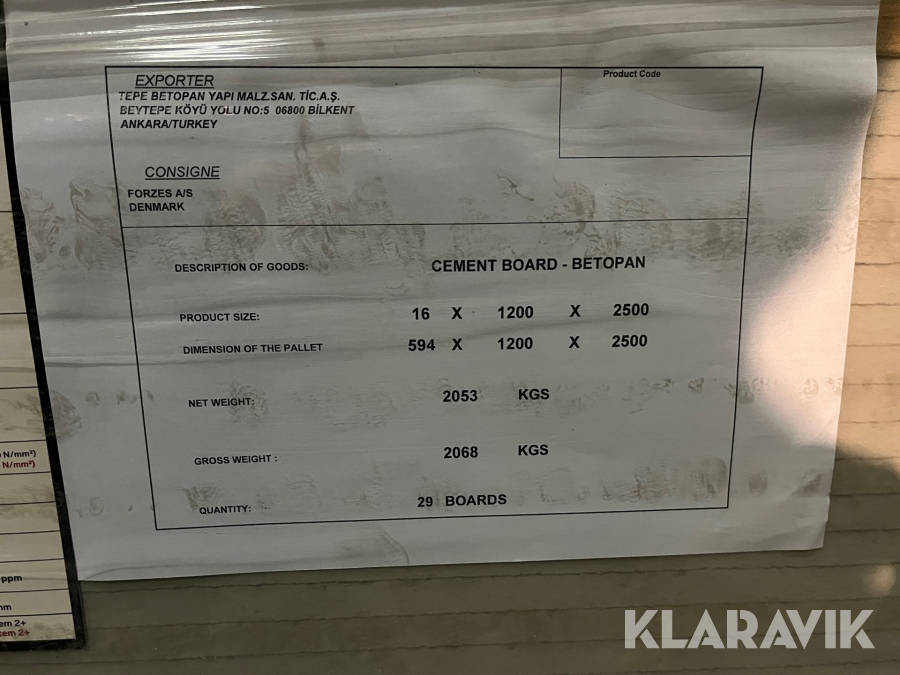 EXPORTER
TEPE BETOPAN YAPI MALZ.SAN. TİC.A.Ş.
BEYTEPE KÖYÜ YOLU NO:5 06800 BİLKENT
ANKARA/TURKEY
Product Code
CONSIGNE
FORZES A/S
DENMARK
DESCRIPTION OF GOODS: CEMENT BOARD - BETOPAN
PRODUCT SIZE: 16 X 1200 X 2500
DIMENSION OF THE PALLET 594 X 1200 X 2500
NET WEIGHT: 2053 KGS
GROSS WEIGHT : 2068 KGS
QUANTITY: 29 BOARDS
N/mm²)
N/mm²)
ppm
2+
2+
KLARAVIK